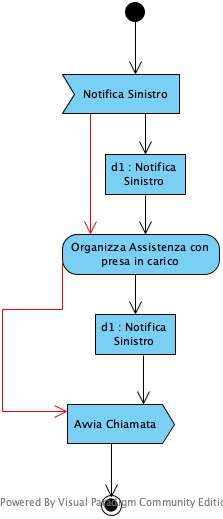 Notifica Sinistro
d1 : Notifica
Sinistro
Organizza Assistenza con
presa in carico
d1 : Notifica
Sinistro
Avvia Chiamata
Powered By Visual Paradigm Community Editio